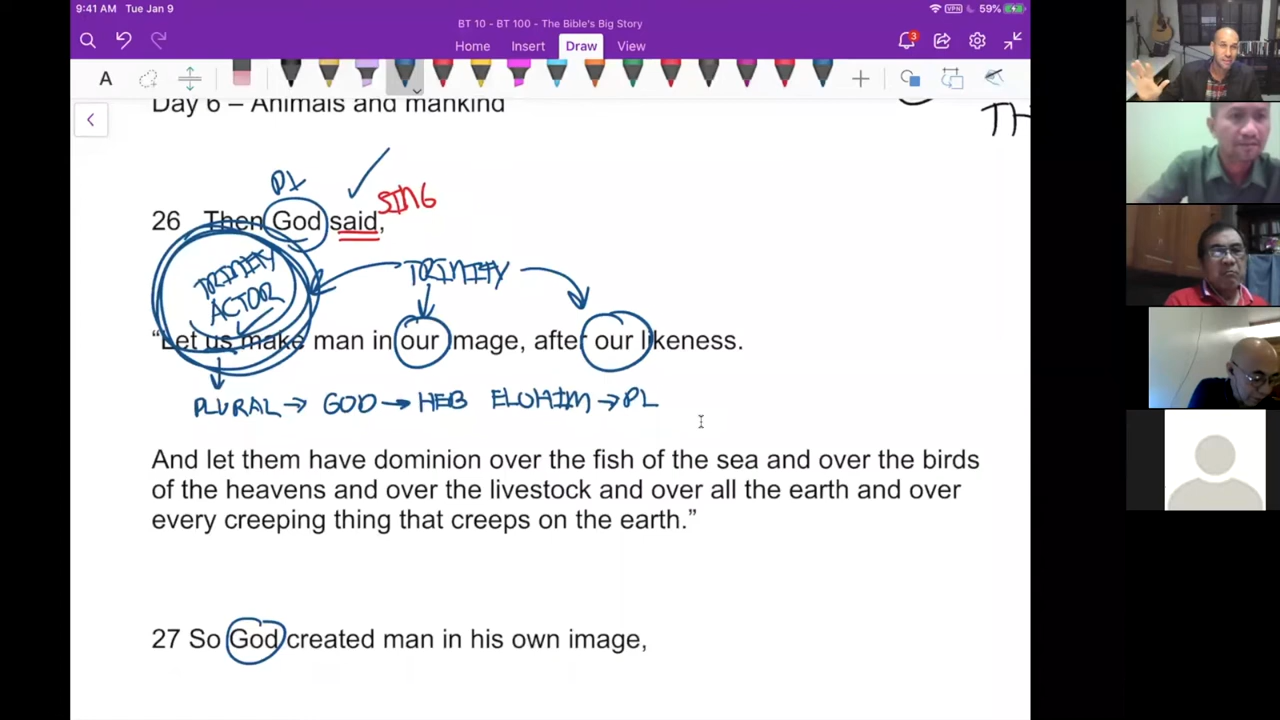 9:41 AM Tue Jan 9
VPN 59%
BT 10 - BT 100 - The Bible's Big Story
Home Insert Draw View
3
A
Day 6 – Animals and mankind
TH
PL
SING
26 Then God said,
TRINITY
ACTOR
TRINITY
“Let us make man in our image, after our likeness.
PLURAL → GOD → HEB ELOHIM → PL
And let them have dominion over the fish of the sea and over the birds
of the heavens and over the livestock and over all the earth and over
every creeping thing that creeps on the earth.”
27 So God created man in his own image,